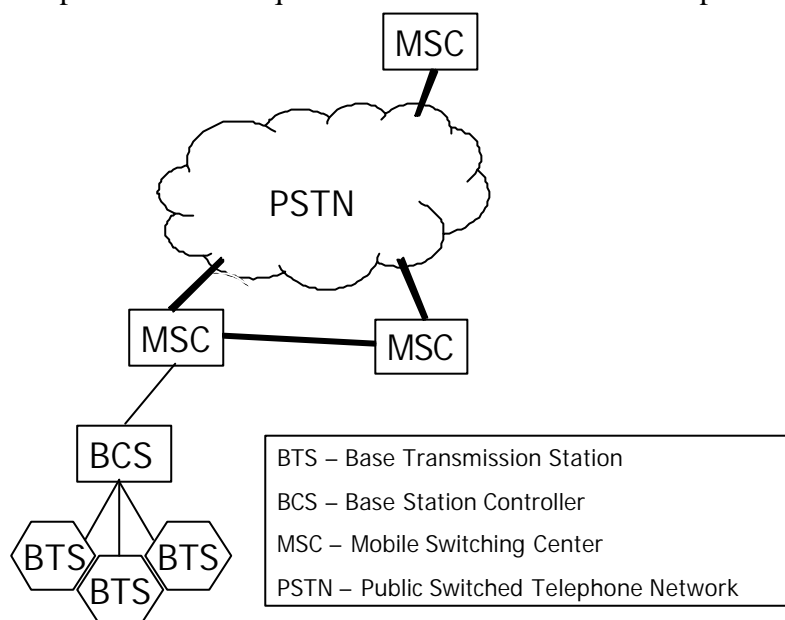 MSC
PSTN
MSC
MSC
BCS
BTS
BTS
BTS
BTS – Base Transmission Station
BCS – Base Station Controller
MSC – Mobile Switching Center
PSTN – Public Switched Telephone Network